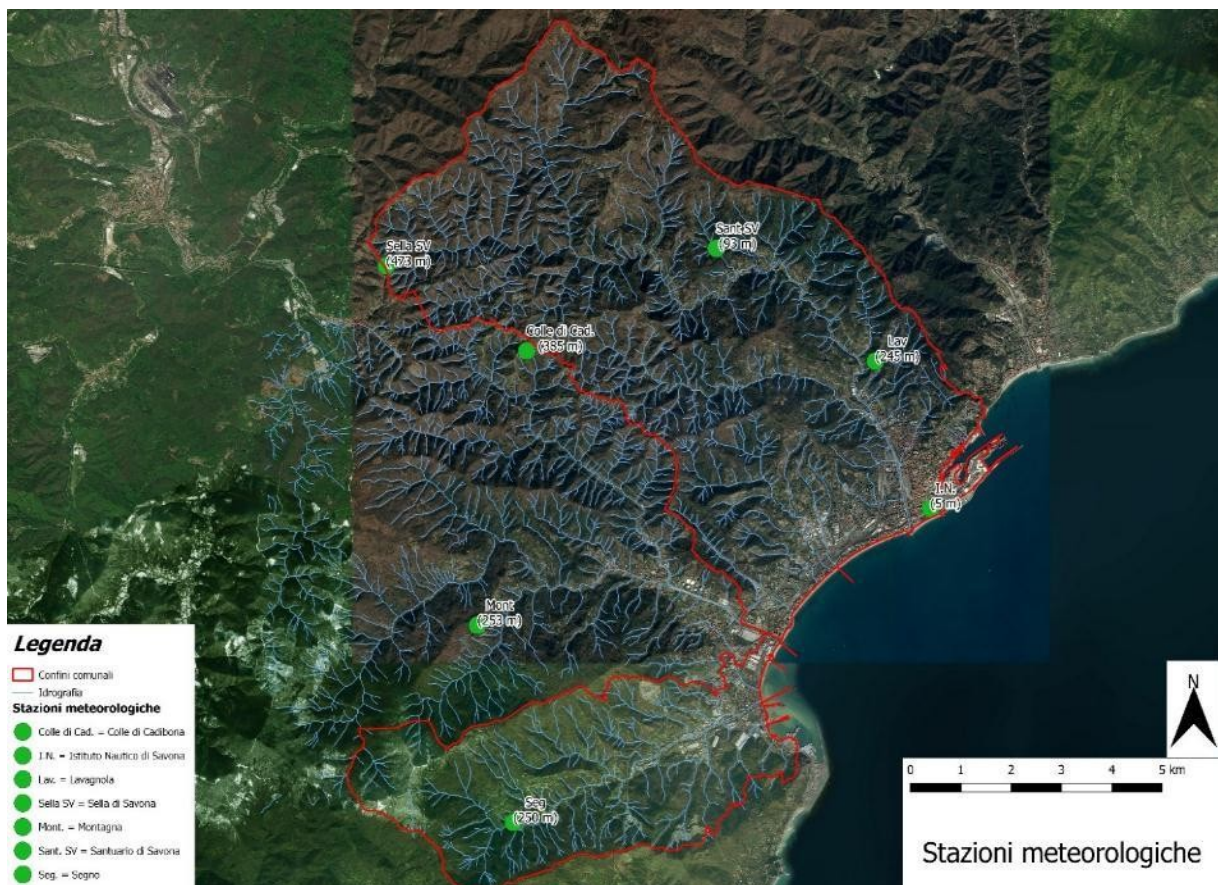 Sella SV
(473 m)
Sant SV
(93 m)
Colle di Cad.
(385 m)
Lav
(245 m)
I.N.
(5 m)
Mont
(253 m)
Seg
(250 m)
Legenda
Confini comunali
Idrografia
Stazioni meteorologiche
Colle di Cad. = Colle di Cadibona
I.N. = Istituto Nautico di Savona
Lav. = Lavagnola
Sella SV = Sella di Savona
Mont. = Montagna
Sant. SV = Santuario di Savona
Seg. = Segno
N
0 1 2 3 4 5 km
Stazioni meteorologiche